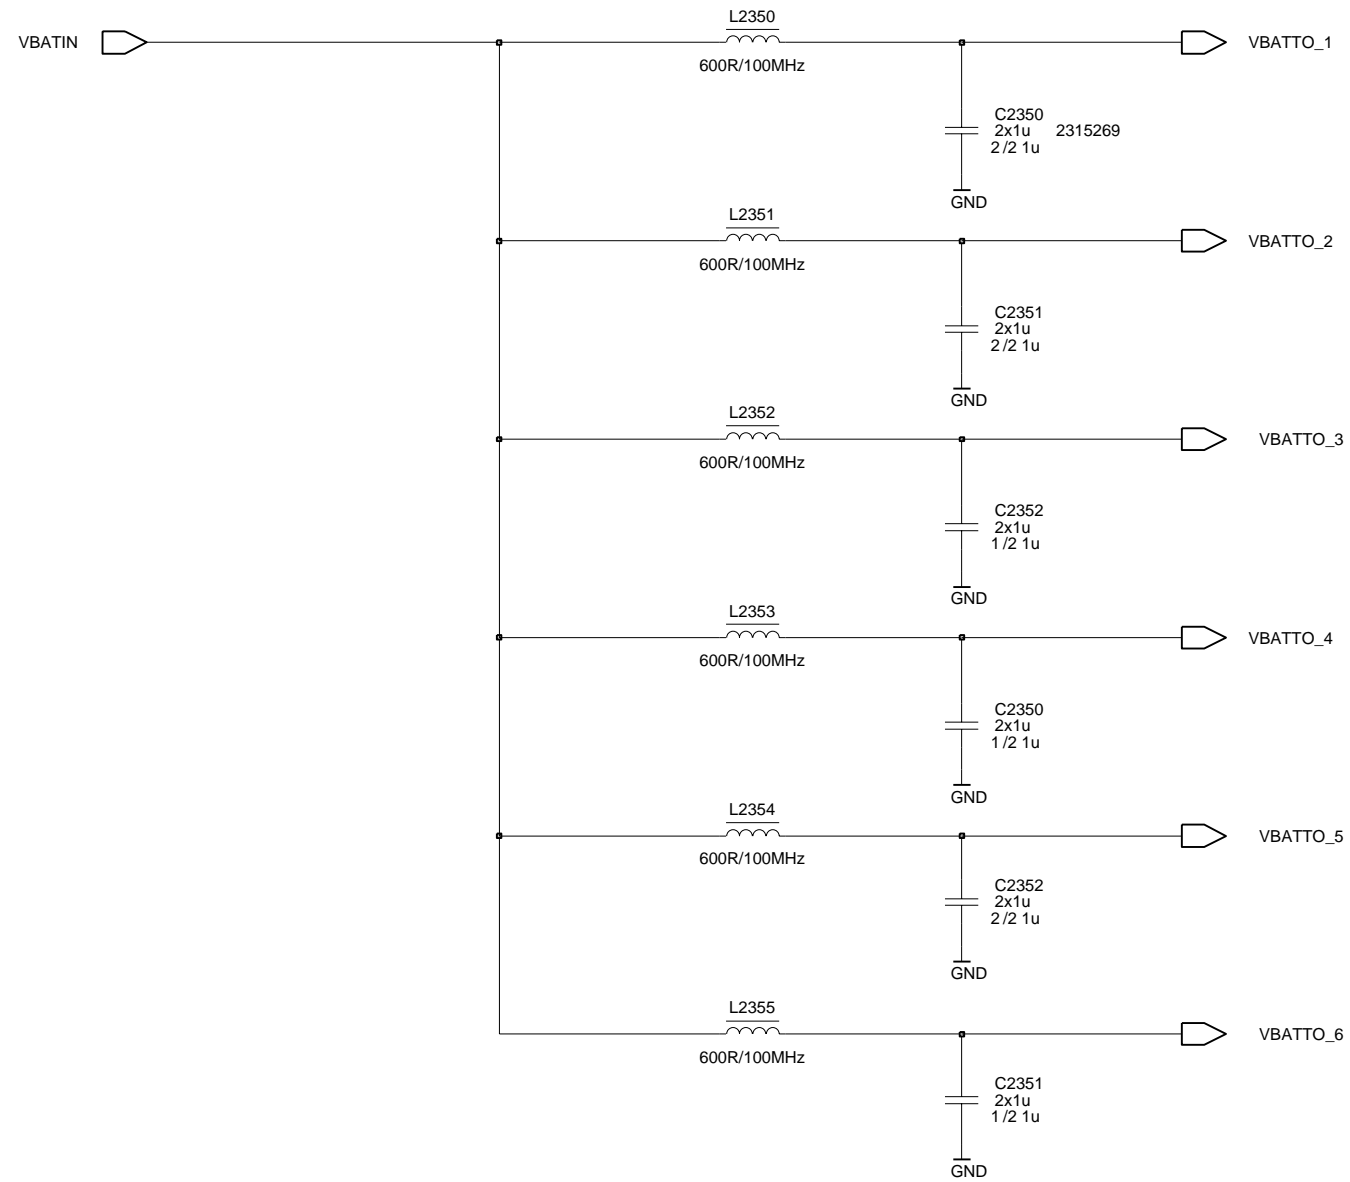 L2350
VBATIN
VBATTO_1
600R/100MHz
C2350
2x1u 2315269
2/2 1u
GND
L2351
VBATTO_2
600R/100MHz
C2351
2x1u
2/2 1u
GND
L2352
VBATTO_3
600R/100MHz
C2352
2x1u
1/2 1u
GND
L2353
VBATTO_4
600R/100MHz
C2350
2x1u
1/2 1u
GND
L2354
VBATTO_5
600R/100MHz
C2352
2x1u
2/2 1u
GND
L2355
VBATTO_6
600R/100MHz
C2351
2x1u
1/2 1u
GND